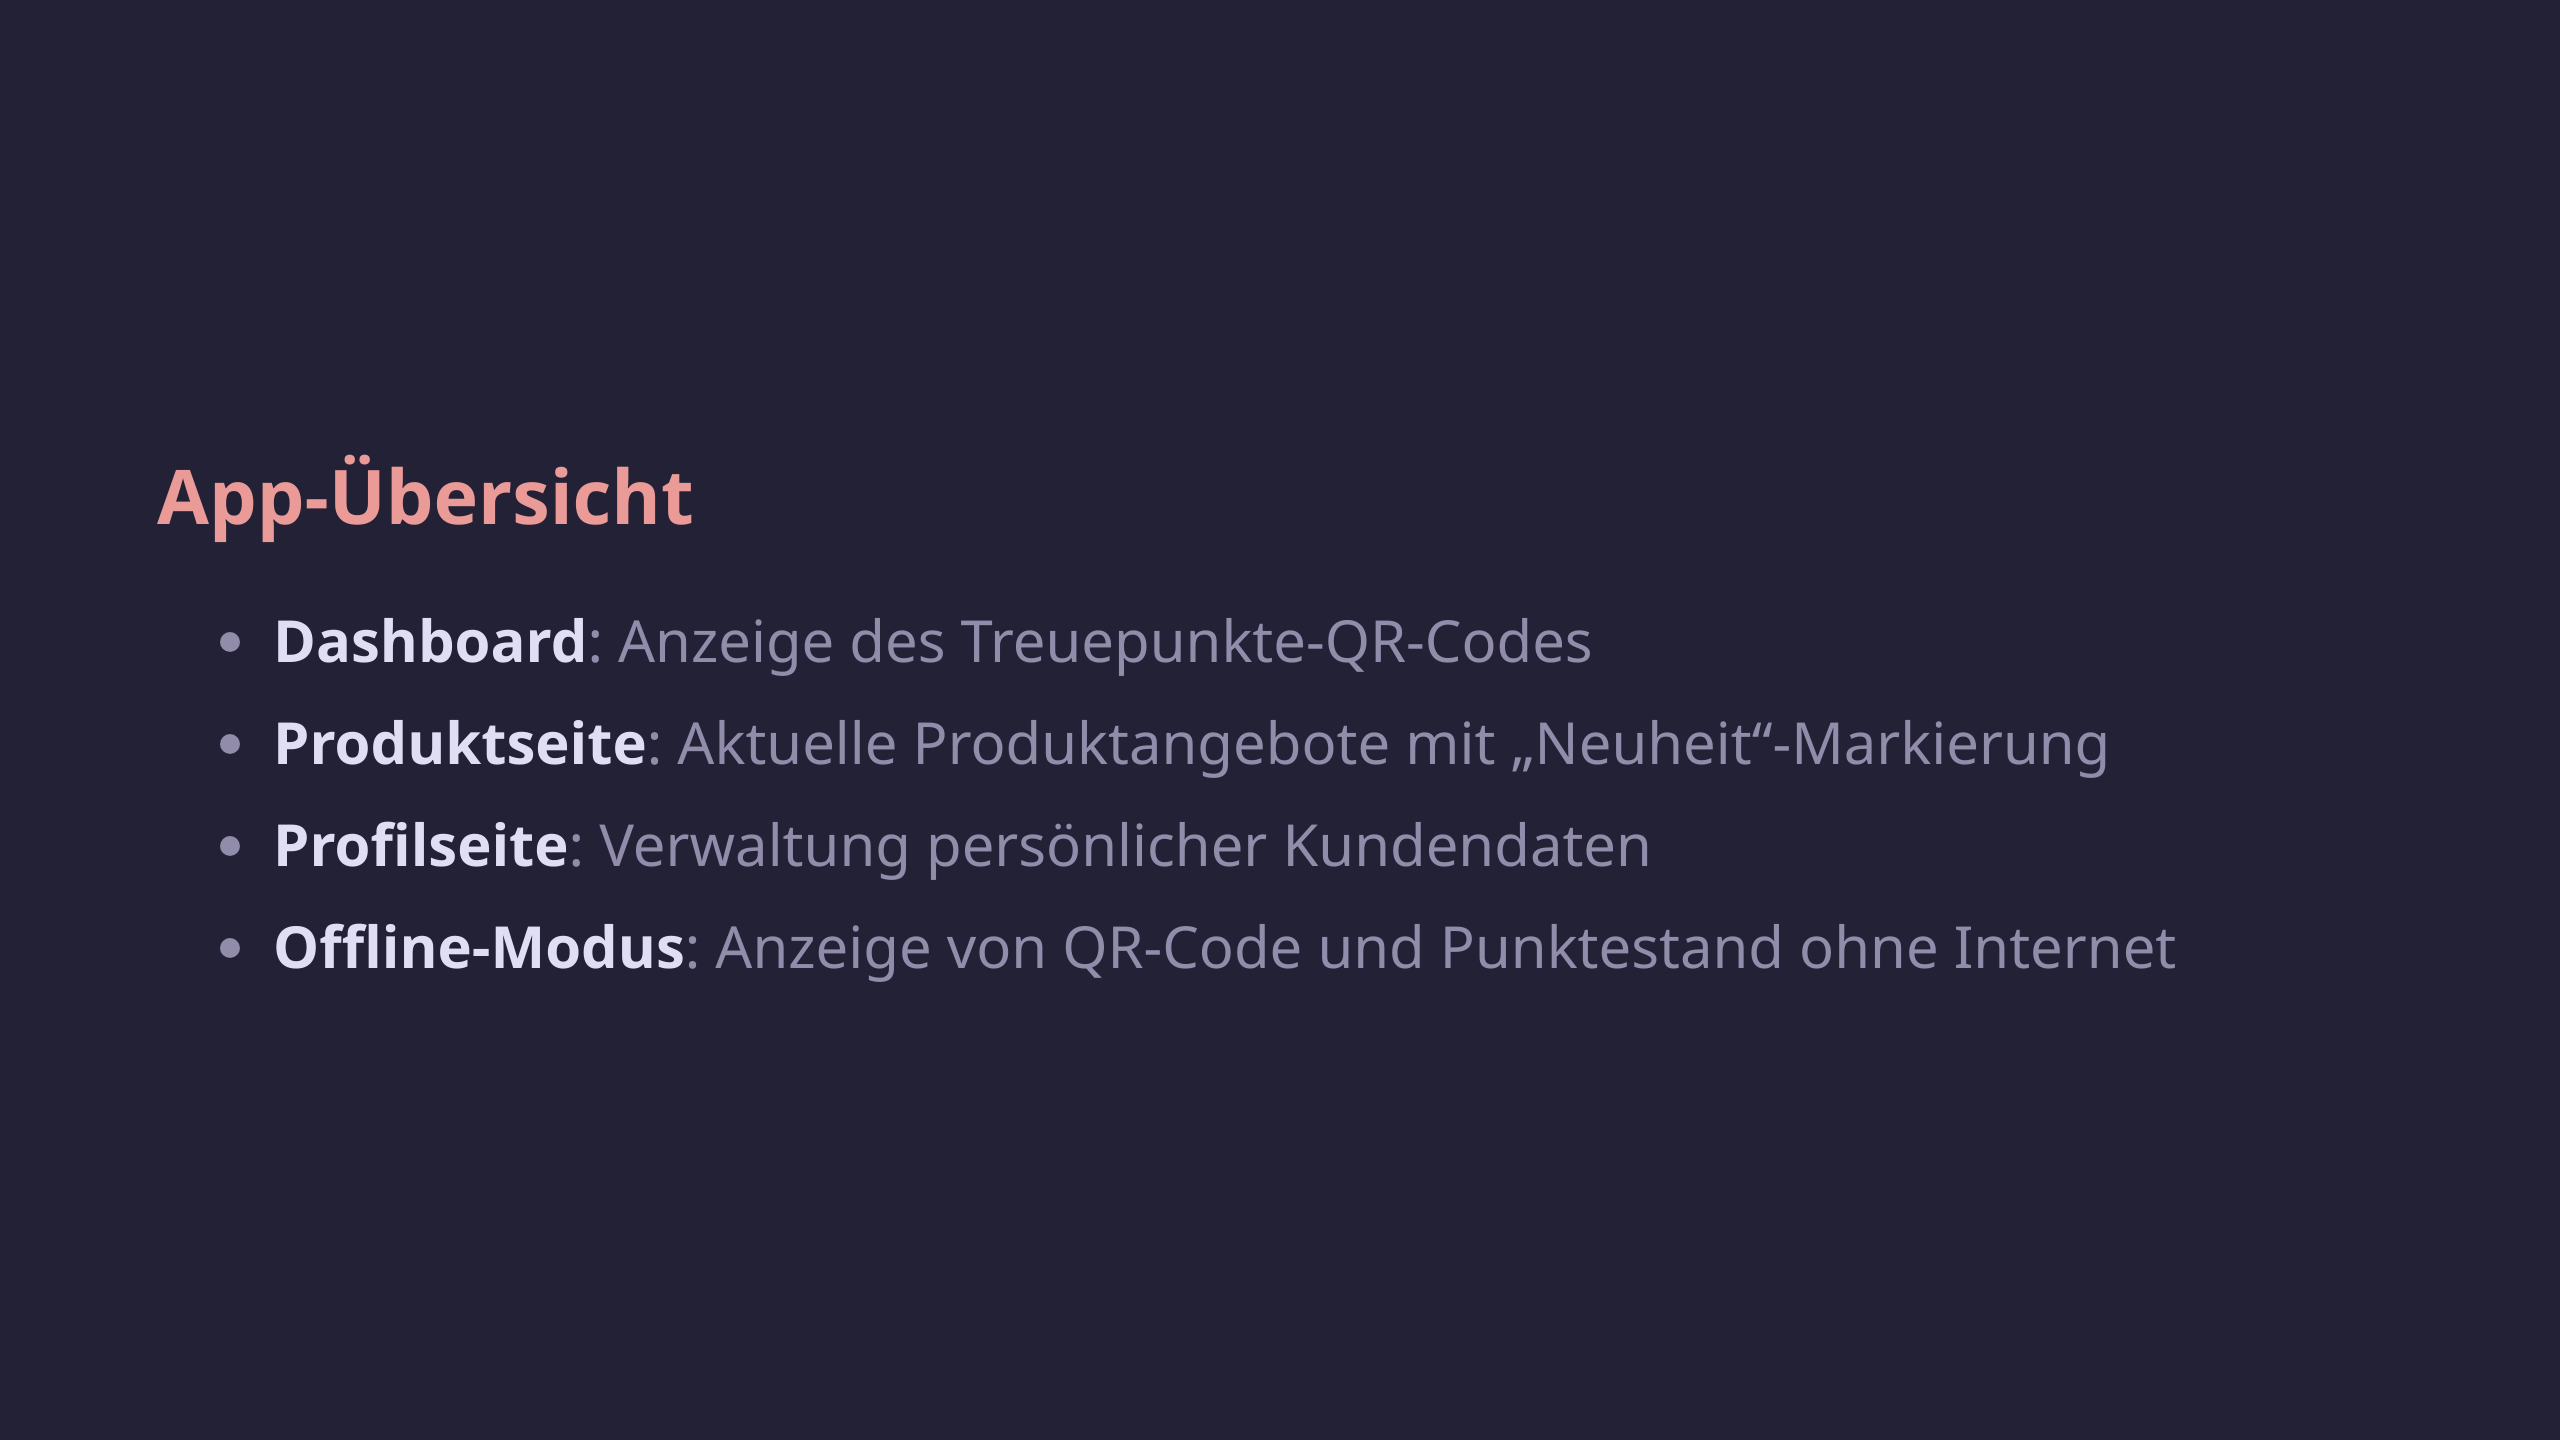 App-Übersicht
Dashboard: Anzeige des Treuepunkte-QR-Codes
Produktseite: Aktuelle Produktangebote mit „Neuheit“-Markierung
Profilseite: Verwaltung persönlicher Kundendaten
Offline-Modus: Anzeige von QR-Code und Punktestand ohne Internet